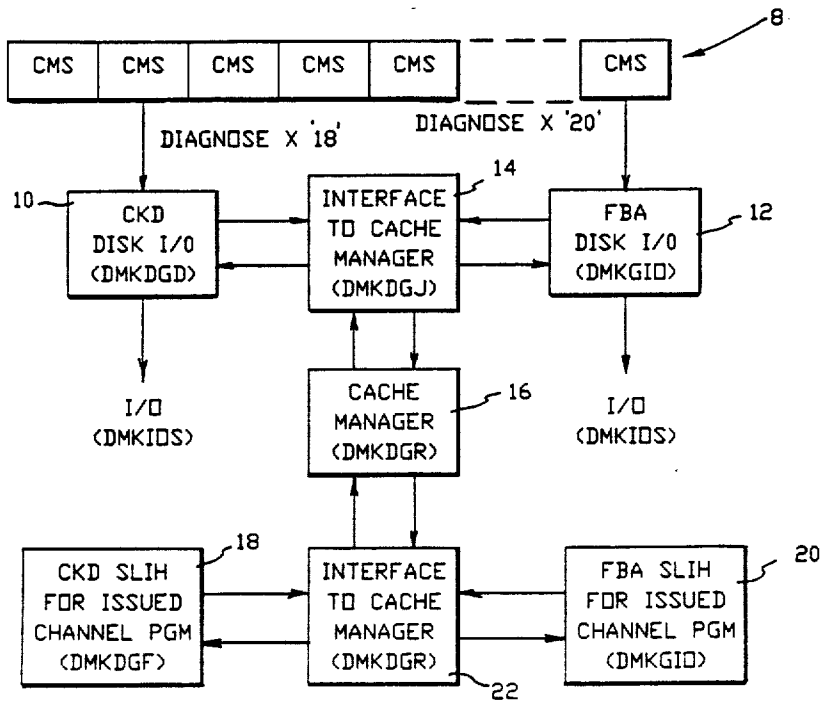 8
CMS CMS CMS CMS CMS CMS
DIAGNOSE X '18'
DIAGNOSE X '20'
10
CKD
DISK I/O
(DMKDGD)
14
INTERFACE
TO CACHE
MANAGER
(DMKDGJ)
12
FBA
DISK I/O
(DMKGIO)
I/O
(DMKIOS)
16
CACHE
MANAGER
(DMKDGR)
I/O
(DMKIOS)
18
CKD SLIH
FOR ISSUED
CHANNEL PGM
(DMKDGF)
INTERFACE
TO CACHE
MANAGER
(DMKDGR)
22
20
FBA SLIH
FOR ISSUED
CHANNEL PGM
(DMKGIO)